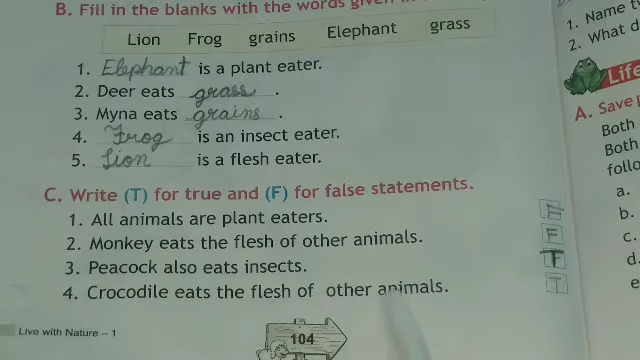 B. Fill in the blanks with the words given
Lion Frog grains Elephant grass
1. Elephant is a plant eater.
2. Deer eats grass.
3. Myna eats grains.
4. Frog is an insect eater.
5. Lion is a flesh eater.
C. Write (T) for true and (F) for false statements.
1. All animals are plant eaters. F
2. Monkey eats the flesh of other animals. F
3. Peacock also eats insects. T
4. Crocodile eats the flesh of other animals. T
Live with Nature – 1
104
1. Name
2. What d
Life
A. Save
Both
Both
follo
a.
b.
c.
d.
e